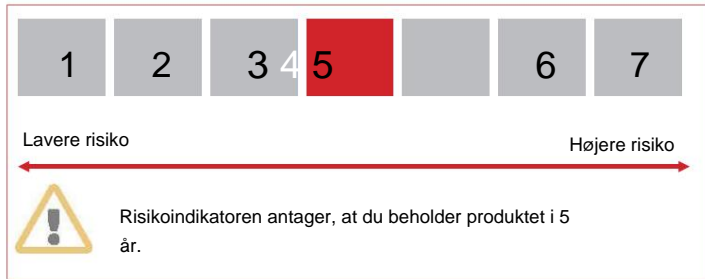 1 2 3 4 5 6 7
Lavere risiko Højere risiko
Risikoindikatoren antager, at du beholder produktet i 5
år.